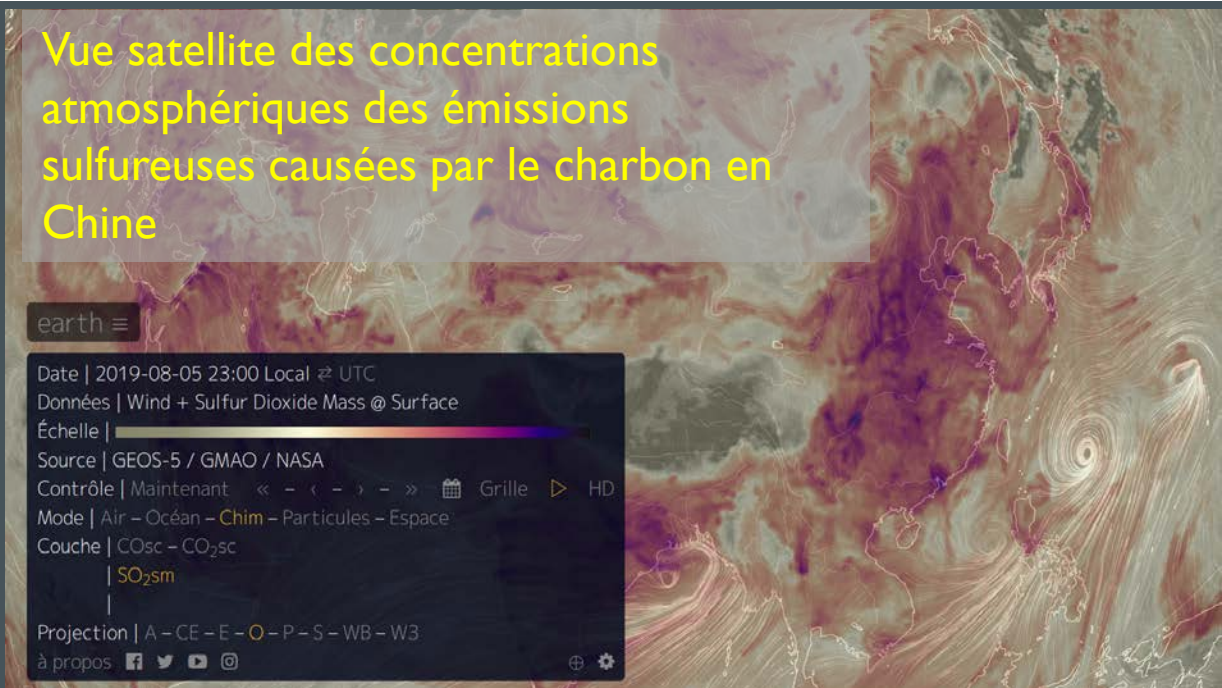 Vue satellite des concentrations
atmosphériques des émissions
sulfureuses causées par le charbon en
Chine
earth ≡
Date | 2019-08-05 23:00 Local ⇄ UTC
Données | Wind + Sulfur Dioxide Mass @ Surface
Échelle |
Source | GEOS-5 / GMAO / NASA
Contrôle | Maintenant « – ‹ – › – » Grille ▷ HD
Mode | Air – Océan – Chim – Particules – Espace
Couche | COsc – CO₂sc
| SO₂sm
|
Projection | A – CE – E – O – P – S – WB – W3
à propos